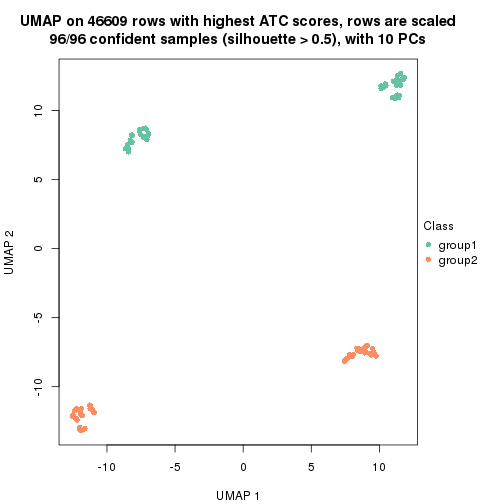 UMAP on 46609 rows with highest ATC scores, rows are scaled
96/96 confident samples (silhouette > 0.5), with 10 PCs
10
5
0
-5
-10
UMAP 2
-10
-5
0
5
10
UMAP 1
Class
group1
group2